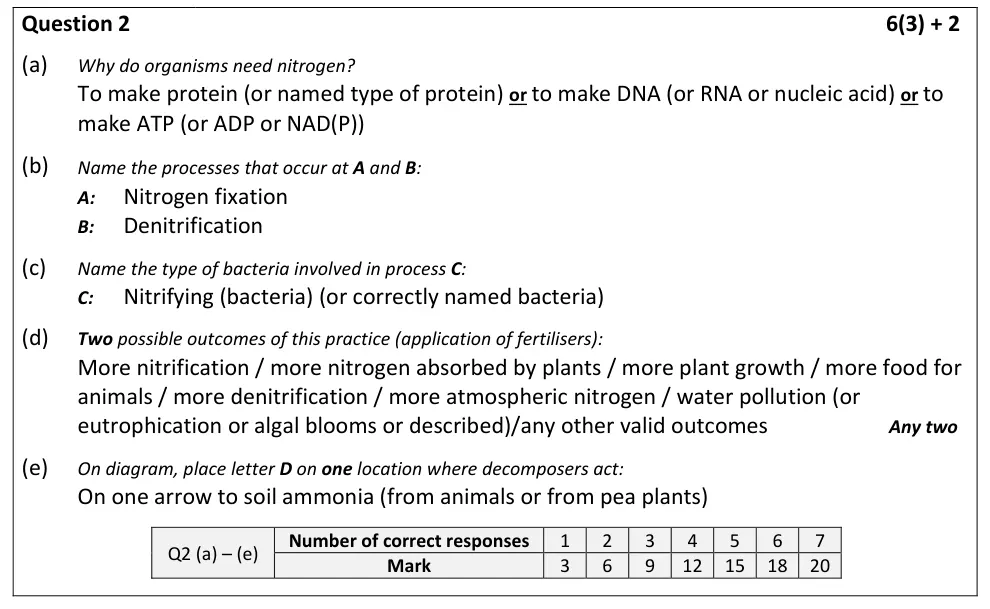 Question 2 6(3) + 2
(a) Why do organisms need nitrogen?
To make protein (or named type of protein) or to make DNA (or RNA or nucleic acid) or to
make ATP (or ADP or NAD(P))
(b) Name the processes that occur at A and B:
A: Nitrogen fixation
B: Denitrification
(c) Name the type of bacteria involved in process C:
C: Nitrifying (bacteria) (or correctly named bacteria)
(d) Two possible outcomes of this practice (application of fertilisers):
More nitrification / more nitrogen absorbed by plants / more plant growth / more food for
animals / more denitrification / more atmospheric nitrogen / water pollution (or
eutrophication or algal blooms or described)/any other valid outcomes Any two
(e) On diagram, place letter D on one location where decomposers act:
On one arrow to soil ammonia (from animals or from pea plants)
Q2 (a) – (e) Number of correct responses 1 2 3 4 5 6 7
Mark 3 6 9 12 15 18 20